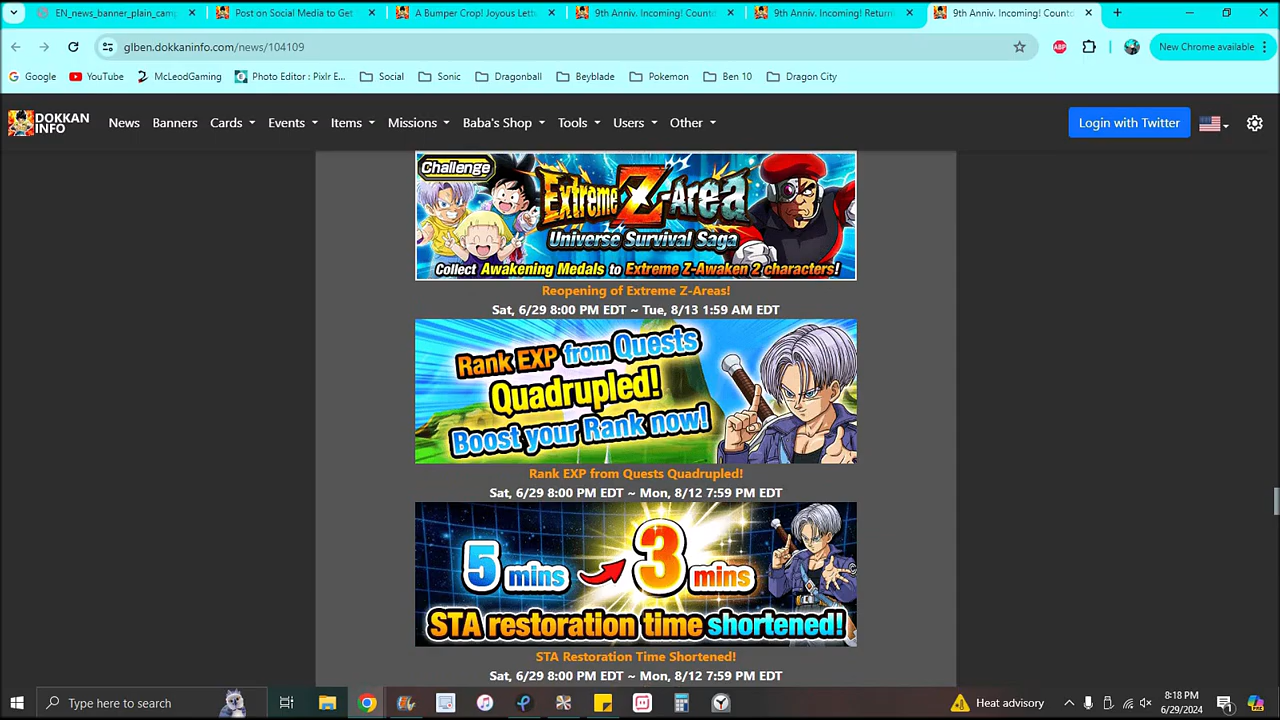 EN_news_banner_plain_cam
Post on Social Media to Get
A Bumper Crop! Joyous Lett
9th Anniv. Incoming! Countd
9th Anniv. Incoming! Return
9th Anniv. Incoming! Countd
glben.dokkaninfo.com/news/104109
New Chrome available
Google
YouTube
McLeodGaming
Photo Editor : Pixlr E...
Social
Sonic
Dragonball
Beyblade
Pokemon
Ben 10
Dragon City
DOKKAN
INFO
News
Banners
Cards
Events
Items
Missions
Baba's Shop
Tools
Users
Other
Login with Twitter
Challenge
Extreme Z-Area
Universe Survival Saga
Collect Awakening Medals to Extreme Z-Awaken 2 characters!
Reopening of Extreme Z-Areas!
Sat, 6/29 8:00 PM EDT ~ Tue, 8/13 1:59 AM EDT
Rank EXP from Quests
Quadrupled!
Boost your Rank now!
Rank EXP from Quests Quadrupled!
Sat, 6/29 8:00 PM EDT ~ Mon, 8/12 7:59 PM EDT
5 mins 3 mins
STA restoration time shortened!
STA Restoration Time Shortened!
Sat, 6/29 8:00 PM EDT ~ Mon, 8/12 7:59 PM EDT
Type here to search
Heat advisory
8:18 PM
6/29/2024